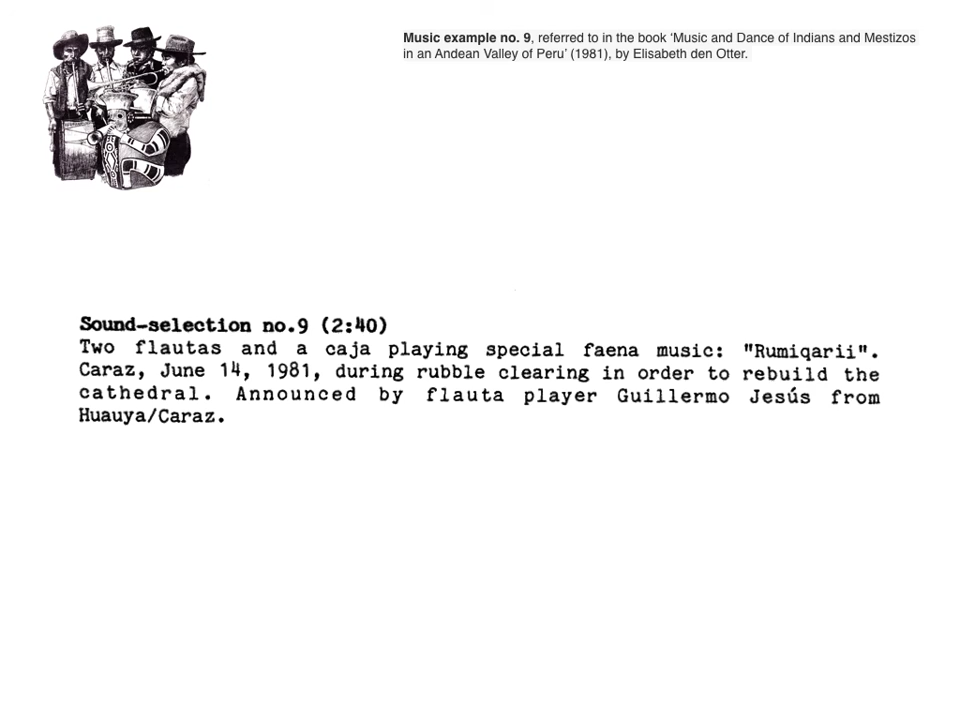 Music example no. 9, referred to in the book ‘Music and Dance of Indians and Mestizos
in an Andean Valley of Peru’ (1981), by Elisabeth den Otter.
Sound-selection no.9 (2:40)
Two flautas and a caja playing special faena music: "Rumiqarii".
Caraz, June 14, 1981, during rubble clearing in order to rebuild the
cathedral. Announced by flauta player Guillermo Jesús from
Huauya/Caraz.